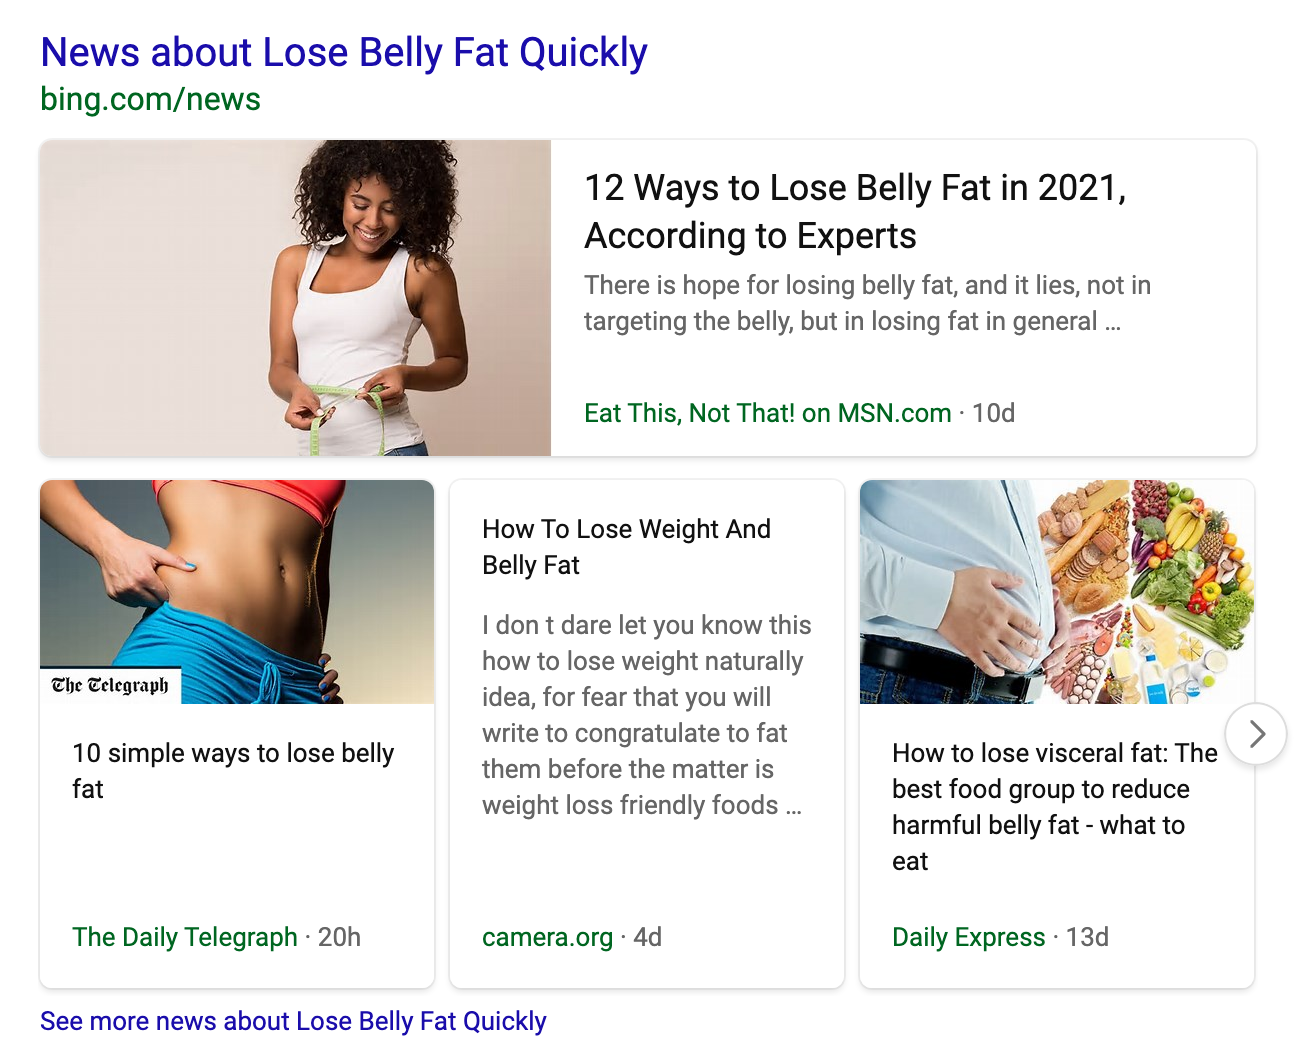 News about Lose Belly Fat Quickly
bing.com/news
12 Ways to Lose Belly Fat in 2021,
According to Experts
There is hope for losing belly fat, and it lies, not in
targeting the belly, but in losing fat in general ...
Eat This, Not That! on MSN.com · 10d
The Telegraph
10 simple ways to lose belly
fat
The Daily Telegraph · 20h
How To Lose Weight And
Belly Fat
I don t dare let you know this
how to lose weight naturally
idea, for fear that you will
write to congratulate to fat
them before the matter is
weight loss friendly foods ...
camera.org · 4d
How to lose visceral fat: The
best food group to reduce
harmful belly fat - what to
eat
Daily Express · 13d
See more news about Lose Belly Fat Quickly